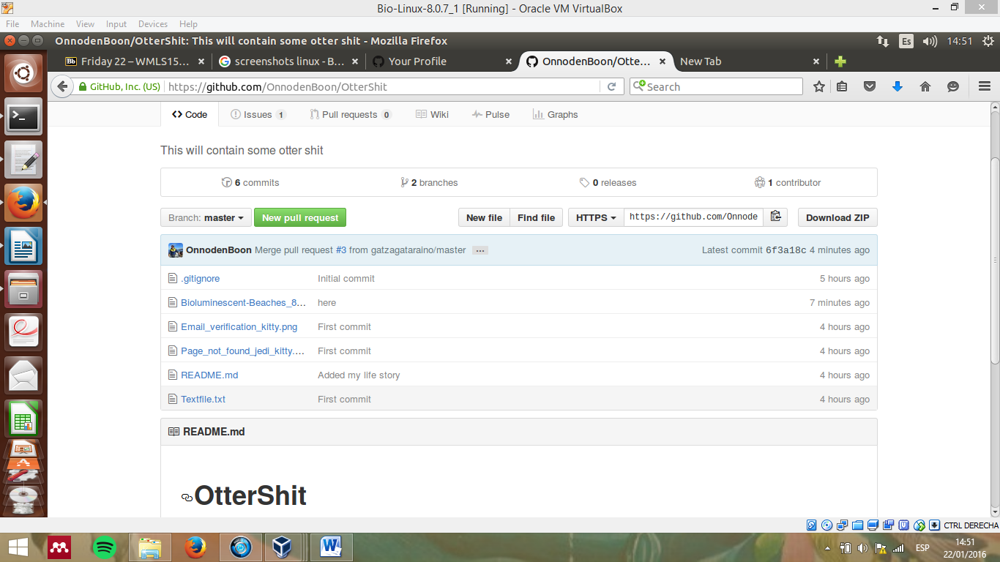 Bio-Linux-8.0.7_1 [Running] - Oracle VM VirtualBox
File Machine View Input Devices Help
OnnodenBoon/OtterShit: This will contain some otter shit - Mozilla Firefox
Es 14:51
Bb Friday 22 – WMLS15... × screenshots linux - B... × Your Profile × OnnodenBoon/Otte... × New Tab ×
GitHub, Inc. (US) https://github.com/OnnodenBoon/OtterShit Search
Code Issues 1 Pull requests 0 Wiki Pulse Graphs
This will contain some otter shit
6 commits 2 branches 0 releases 1 contributor
Branch: master New pull request New file Find file HTTPS https://github.com/Onnode Download ZIP
OnnodenBoon Merge pull request #3 from gatzagataraino/master ... Latest commit 6f3a18c 4 minutes ago
.gitignore Initial commit 5 hours ago
Bioluminescent-Beaches_8... here 7 minutes ago
Email_verification_kitty.png First commit 4 hours ago
Page_not_found_jedi_kitty.... First commit 4 hours ago
README.md Added my life story 4 hours ago
Textfile.txt First commit 4 hours ago
README.md
OtterShit
CTRL DERECHA
ESP 14:51
22/01/2016